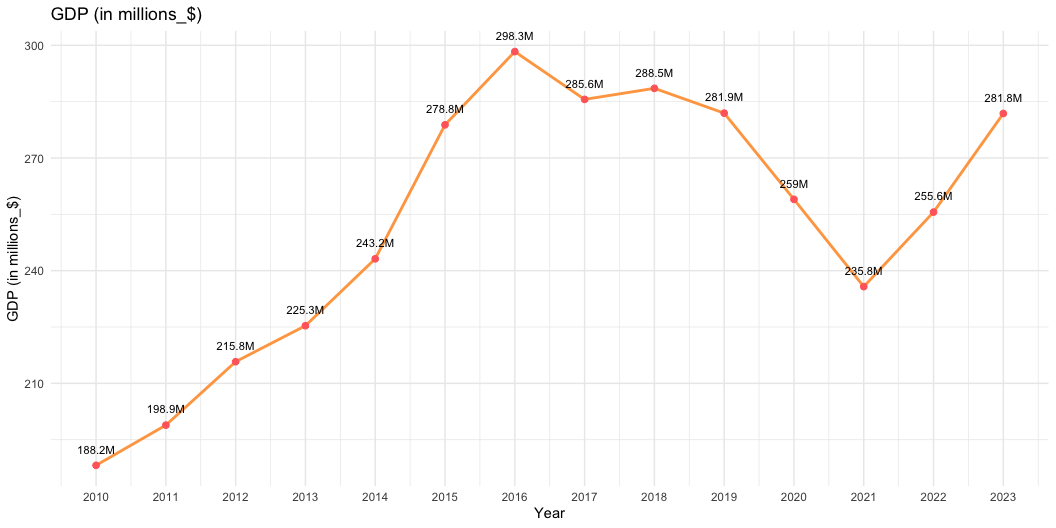 GDP (in millions_$)
298.3M
300
288.5M
285.6M
281.9M
281.8M
278.8M
270
259M
255.6M
243.2M
240
235.8M
225.3M
215.8M
210
198.9M
188.2M
GDP (in millions_$)
2010 2011 2012 2013 2014 2015 2016 2017 2018 2019 2020 2021 2022 2023
Year